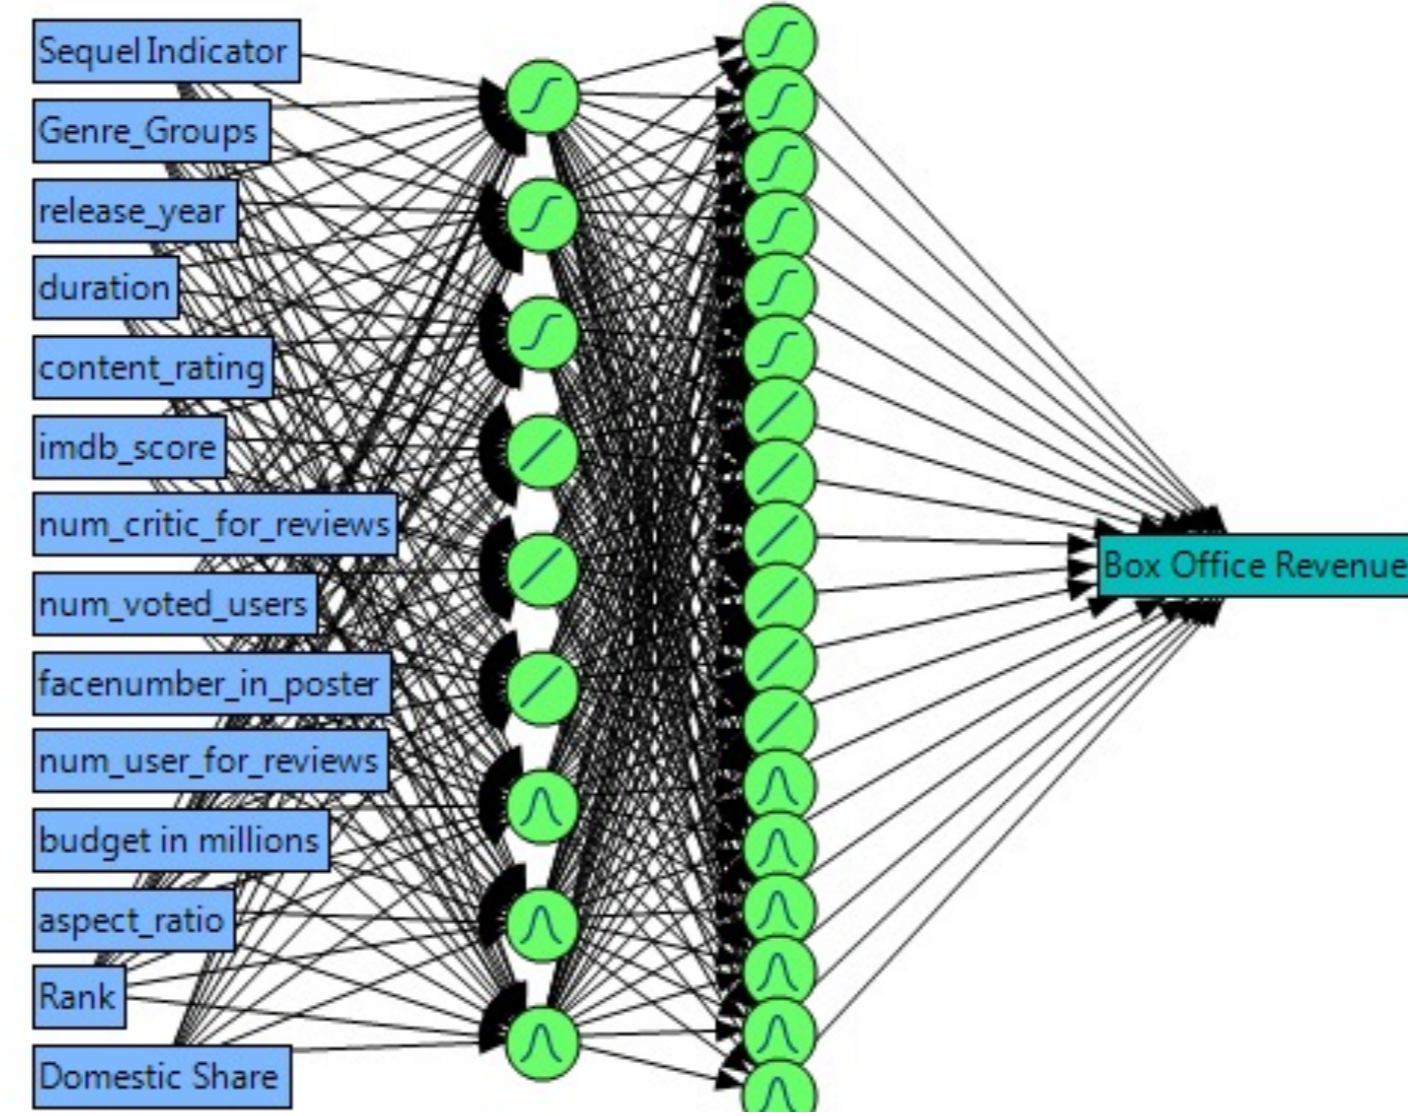 Sequel Indicator
Genre_Groups
release_year
duration
content_rating
imdb_score
num_critic_for_reviews
num_voted_users
facenumber_in_poster
num_user_for_reviews
budget in millions
aspect_ratio
Rank
Domestic Share
Box Office Revenue